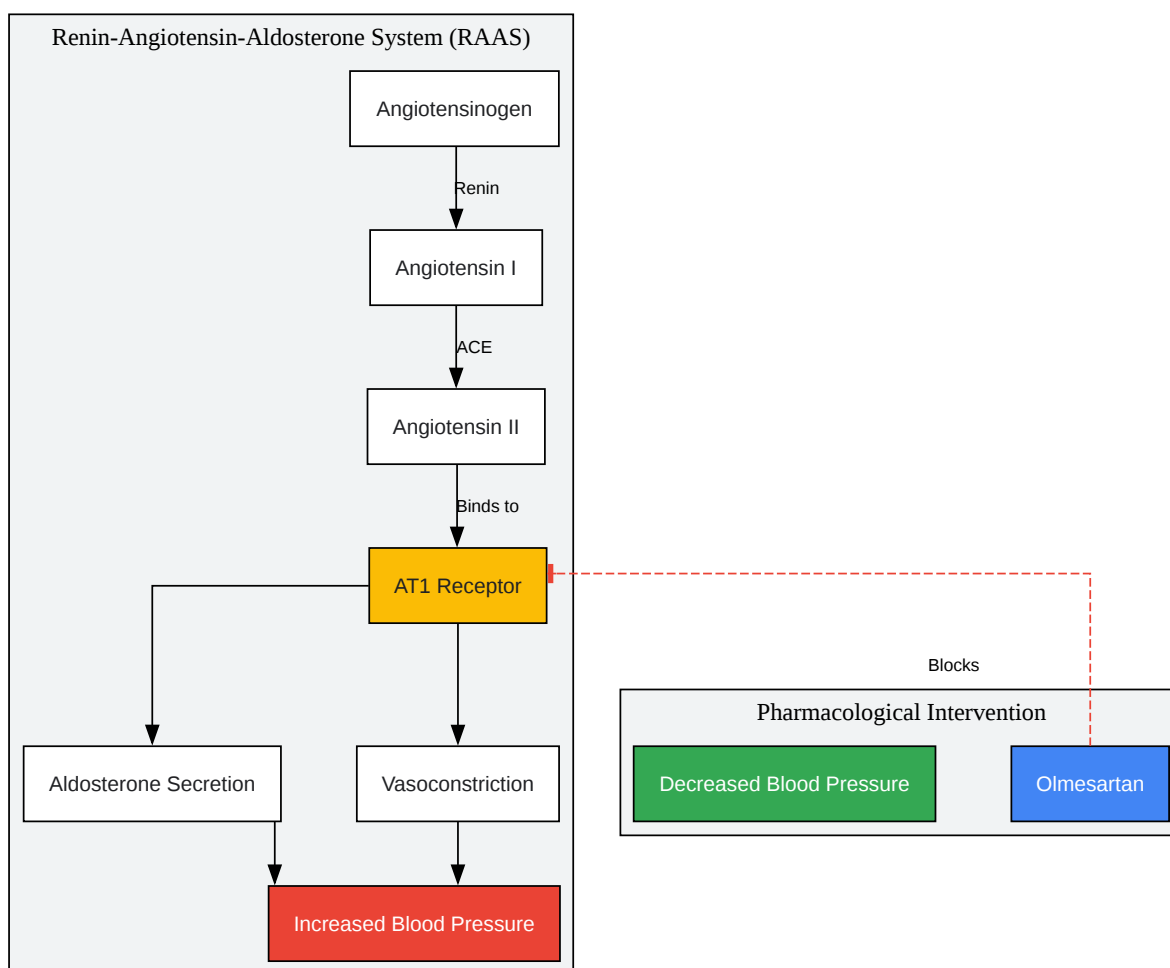 Renin-Angiotensin-Aldosterone System (RAAS)
Angiotensinogen
Renin
Angiotensin I
ACE
Angiotensin II
Binds to
AT1 Receptor
Blocks
Pharmacological Intervention
Aldosterone Secretion
Vasoconstriction
Decreased Blood Pressure
Olmesartan
Increased Blood Pressure